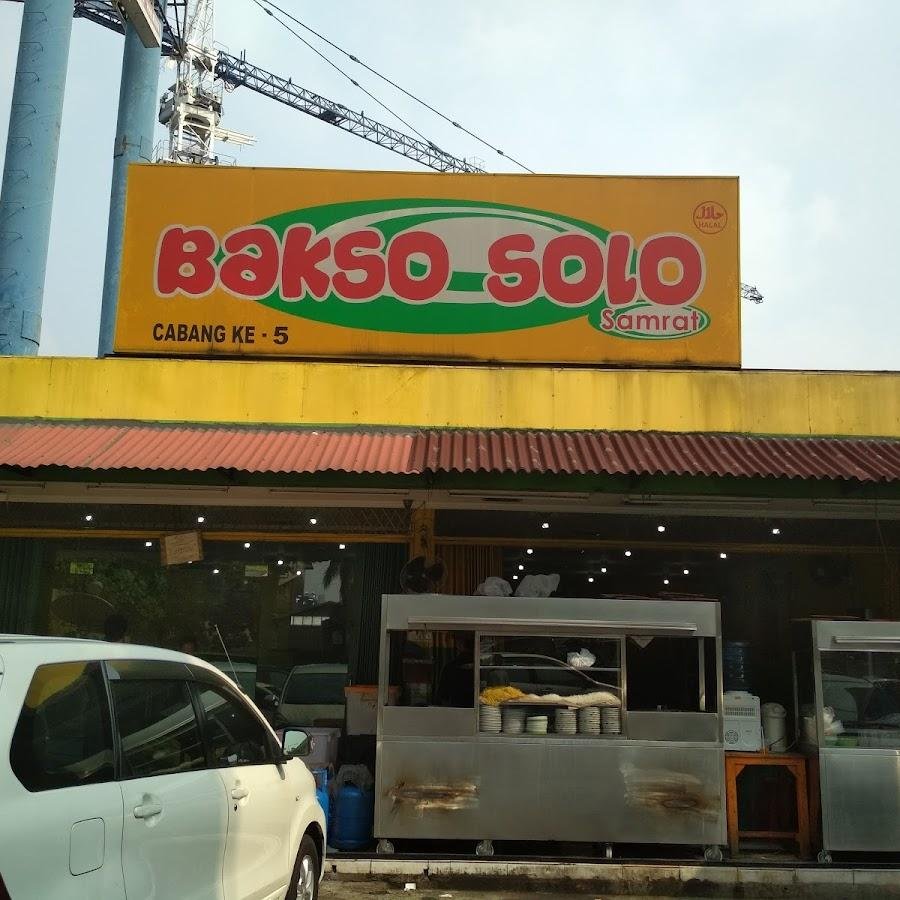 حلال
HALAL
BAKSO SOLO
Samrat
CABANG KE - 5